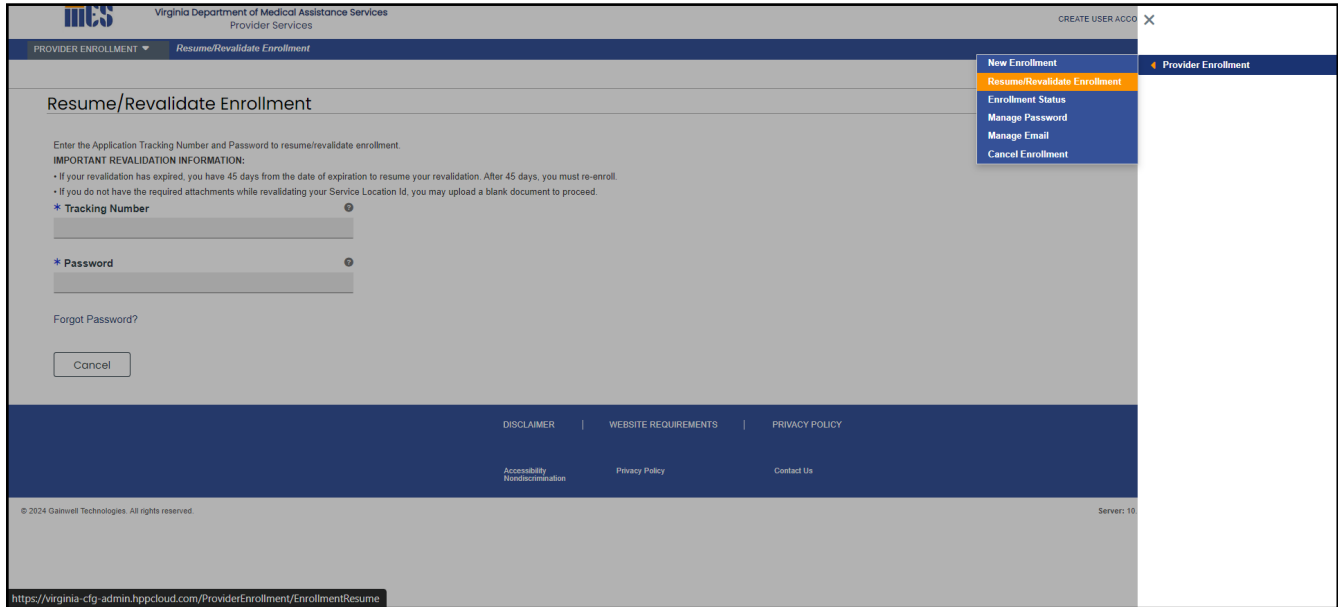 mes
Virginia Department of Medical Assistance Services
Provider Services
CREATE USER ACCO
PROVIDER ENROLLMENT
Resume/Revalidate Enrollment
New Enrollment
Resume/Revalidate Enrollment
Enrollment Status
Manage Password
Manage Email
Cancel Enrollment
Provider Enrollment
Resume/Revalidate Enrollment
Enter the Application Tracking Number and Password to resume/revalidate enrollment.
IMPORTANT REVALIDATION INFORMATION:
• If your revalidation has expired, you have 45 days from the date of expiration to resume your revalidation. After 45 days, you must re-enroll.
• If you do not have the required attachments while revalidating your Service Location Id, you may upload a blank document to proceed.
* Tracking Number
* Password
Forgot Password?
Cancel
DISCLAIMER | WEBSITE REQUIREMENTS | PRIVACY POLICY
Accessibility
Nondiscrimination
Privacy Policy
Contact Us
© 2024 Gainwell Technologies. All rights reserved.
Server: 10
https://virginia-cfg-admin.hppcloud.com/ProviderEnrollment/EnrollmentResume